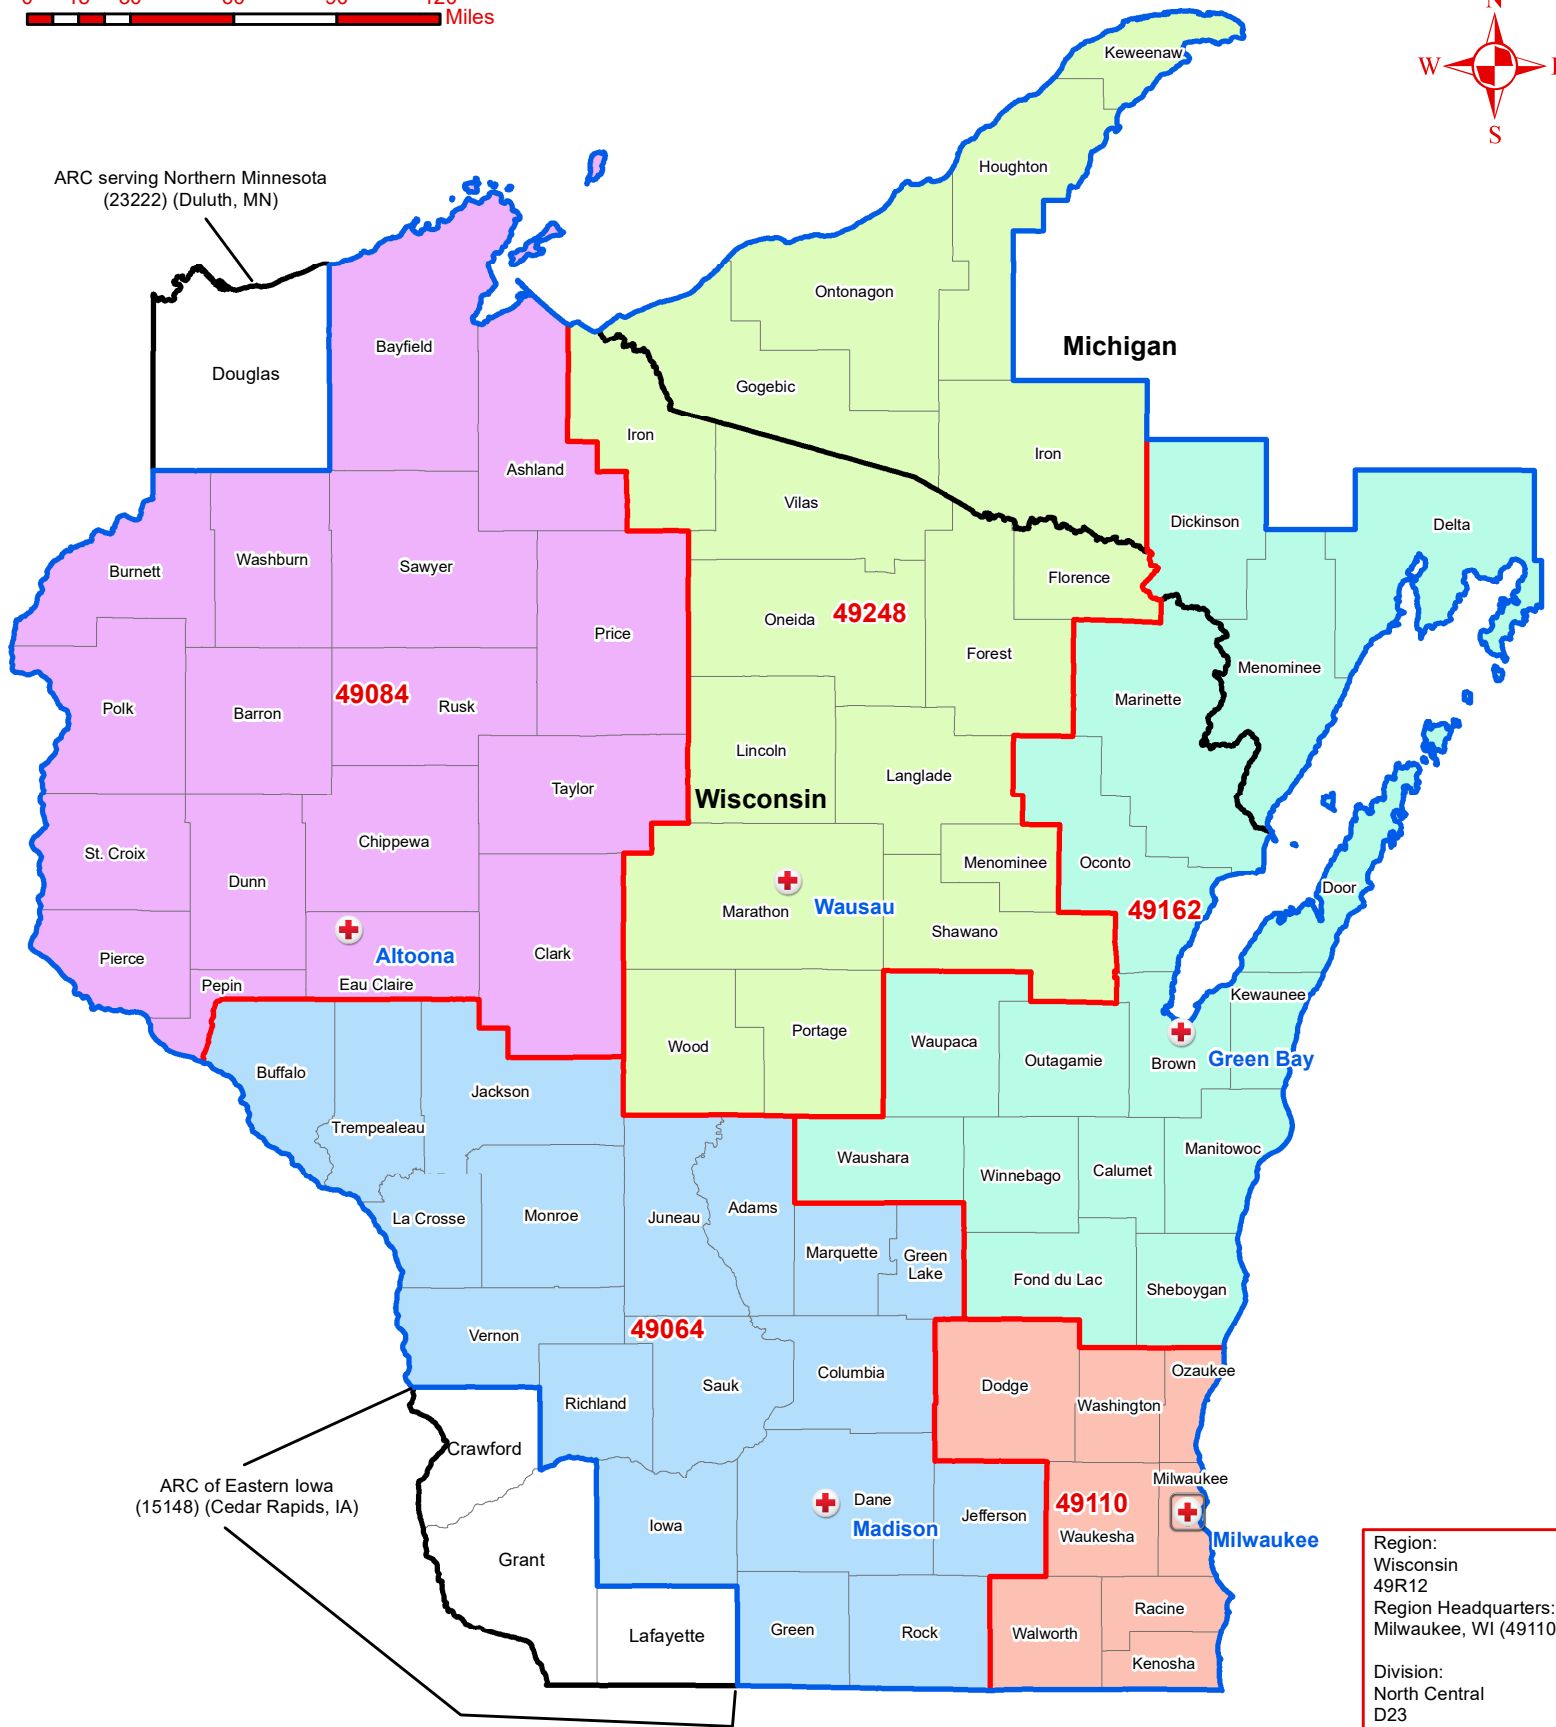 Miles
N
W
S
Keweenaw
Houghton
ARC serving Northern Minnesota
(23222) (Duluth, MN)
Ontonagon
Michigan
Bayfield
Douglas
Gogebic
Iron
Iron
Ashland
Vilas
Dickinson
Delta
Burnett
Washburn
Sawyer
Florence
Oneida
49248
Price
Forest
Menominee
49084
Rusk
Marinette
Polk
Barron
Lincoln
Langlade
Taylor
Wisconsin
Chippewa
St. Croix
Menominee
Oconto
Dunn
Door
Marathon
Wausau
49162
Shawano
Pierce
Altoona
Clark
Pepin
Eau Claire
Kewaunee
Wood
Portage
Waupaca
Outagamie
Brown
Green Bay
Buffalo
Jackson
Trempealeau
Waushara
Winnebago
Calumet
Manitowoc
La Crosse
Monroe
Juneau
Adams
Marquette
Green
Lake
Fond du Lac
Sheboygan
Vernon
49064
Columbia
Sauk
Dodge
Ozaukee
Richland
Washington
Crawford
ARC of Eastern Iowa
(15148) (Cedar Rapids, IA)
Milwaukee
Dane
49110
Iowa
Madison
Jefferson
Waukesha
Milwaukee
Grant
Region:
Wisconsin
49R12
Region Headquarters:
Milwaukee, WI (49110
Racine
Green
Rock
Walworth
Lafayette
Kenosha
Division:
North Central
D23